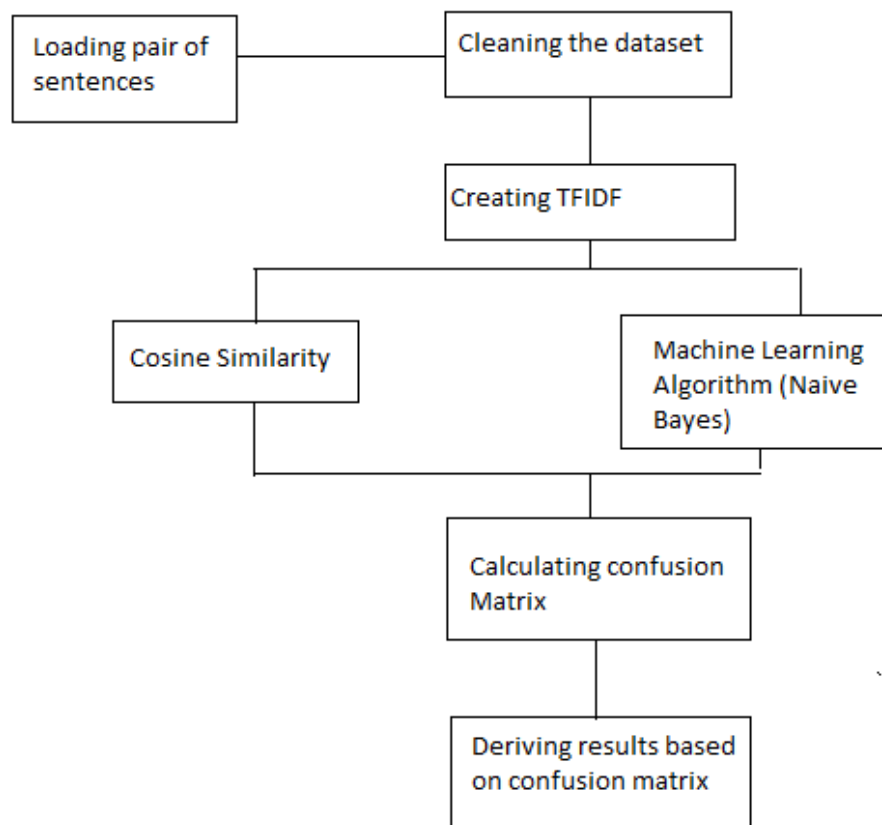 Loading pair of
sentences
Cleaning the dataset
Creating TFIDF
Cosine Similarity
Machine Learning
Algorithm (Naive
Bayes)
Calculating confusion
Matrix
Deriving results based
on confusion matrix